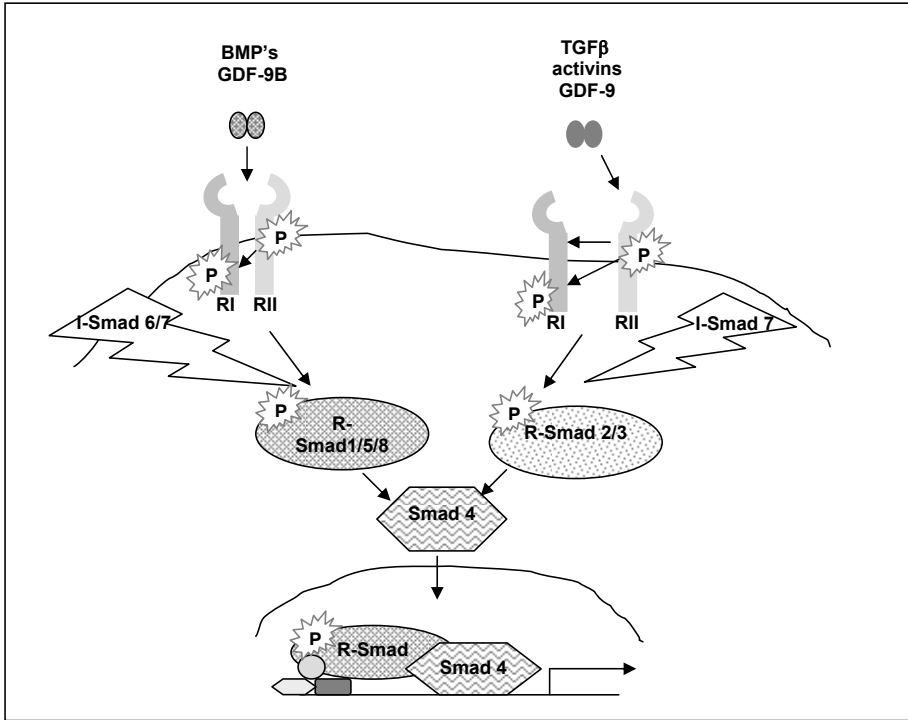 BMP's
GDF-9B
TGFβ
activins
GDF-9
P
P
RI RII
P
P
RI RII
I-Smad 6/7
I-Smad 7
P
R-
Smad1/5/8
P
R-Smad 2/3
Smad 4
P
R-Smad
Smad 4